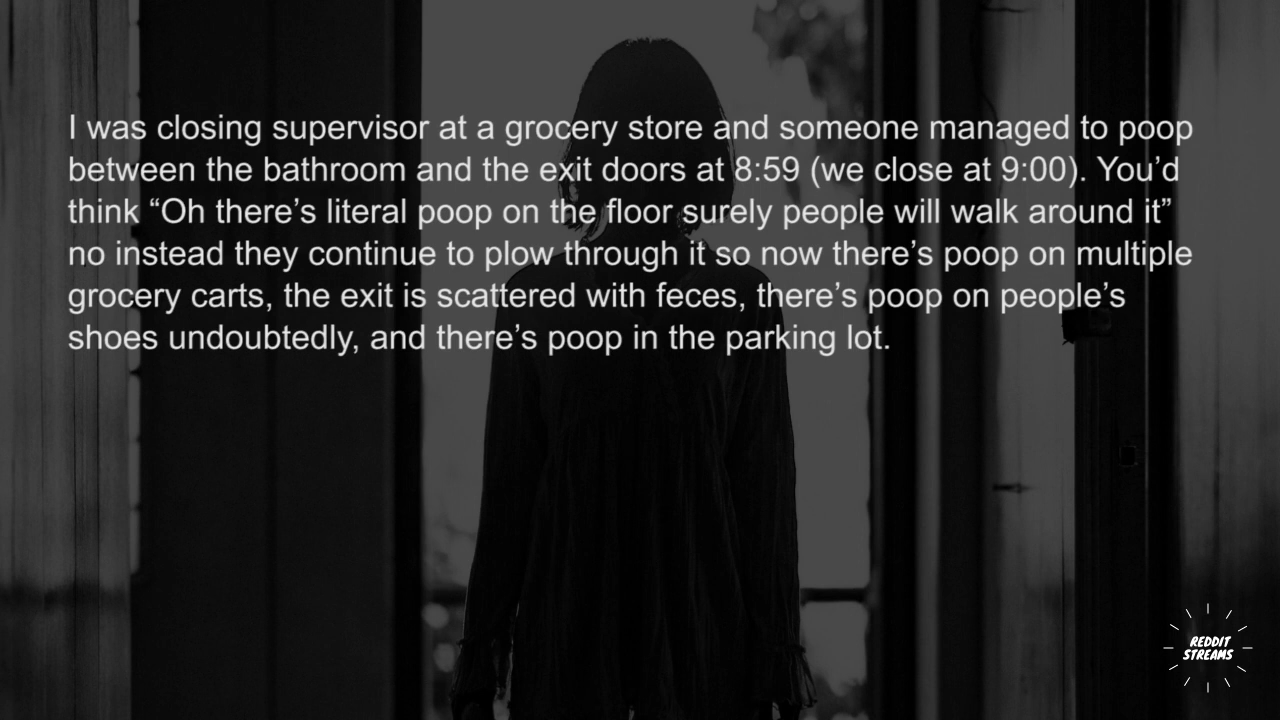 I was closing supervisor at a grocery store and someone managed to poop
between the bathroom and the exit doors at 8:59 (we close at 9:00). You’d
think “Oh there’s literal poop on the floor surely people will walk around it”
no instead they continue to plow through it so now there’s poop on multiple
grocery carts, the exit is scattered with feces, there’s poop on people’s
shoes undoubtedly, and there’s poop in the parking lot.
REDDIT
STREAMS